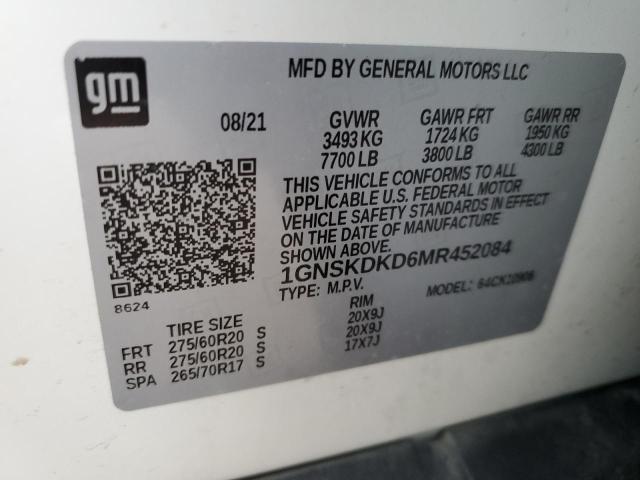 gm
MFD BY GENERAL MOTORS LLC
08/21 GVWR GAWR FRT GAWR RR
3493 KG 1724 KG 1950 KG
7700 LB 3800 LB 4300 LB
THIS VEHICLE CONFORMS TO ALL
APPLICABLE U.S. FEDERAL MOTOR
VEHICLE SAFETY STANDARDS IN EFFECT
ON THE DATE OF MANUFACTURE
SHOWN ABOVE.
1GNSKDKD6MR452084
TYPE: M.P.V. MODEL:
8624
TIRE SIZE RIM
FRT 275/60R20 S 20X9J
RR 275/60R20 S 20X9J
SPA 265/70R17 S 17X7J